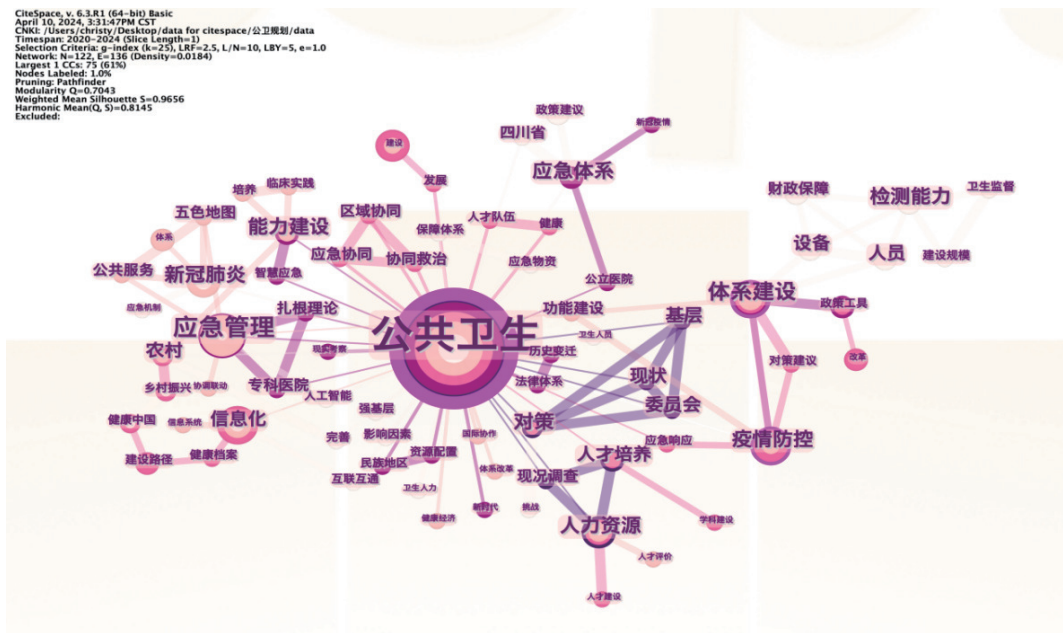 CiteSpace, v. 6.3.R1 (64-bit) Basic
April 10, 2024, 3:31:47PM CST
CNKI: /Users/christy/Desktop/data for citespace/公卫规划/data
Timespan: 2020-2024 (Slice Length=1)
Selection Criteria: g-index (k=25), LRF=2.5, L/N=10, LBY=5, e=1.0
Network: N=122, E=136 (Density=0.0184)
Largest 1 CCs: 75 (61%)
Nodes Labeled: 1.0%
Pruning: Pathfinder
Modularity Q=0.7043
Weighted Mean Silhouette S=0.9656
Harmonic Mean(Q, S)=0.8145
Excluded:
政策建议
新冠疫情
四川省
建设
应急体系
发展
临床实践
培养
财政保障
检测能力
卫生监督
五色地图
能力建设
区域协同
人才队伍
健康
保障体系
体系
设备
人员
建设规模
应急协同
协同救治
应急物资
公共服务
新冠肺炎
智慧应急
公立医院
体系建设
政策工具
应急机制
扎根理论
功能建设
基层
应急管理
公共卫生
卫生人员
农村
现实考察
历史变迁
改革
对策建议
乡村振兴
协调联动
专科医院
法律体系
现状
人工智能
委员会
健康中国
信息系统
信息化
强基层
对策
完善
影响因素
国际协作
应急响应
疫情防控
建设路径
健康档案
资源配置
民族地区
人才培养
互联互通
体系改革
现况调查
卫生人力
新时代
挑战
健康经济
人力资源
学科建设
人才评价
人才建设